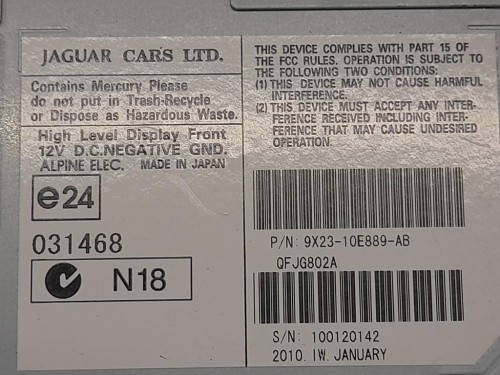 JAGUAR CARS LTD.
Contains Mercury Please
do not put in Trash-Recycle
or Dispose as Hazardous Waste.
High Level Display Front
12V D.C.NEGATIVE GND.
ALPINE ELEC. MADE IN JAPAN
e24
031468
N18
THIS DEVICE COMPLIES WITH PART 15 OF
THE FCC RULES. OPERATION IS SUBJECT TO
THE FOLLOWING TWO CONDITIONS:
(1) THIS DEVICE MAY NOT CAUSE HARMFUL
INTERFERENCE.
(2) THIS DEVICE MUST ACCEPT ANY INTER-
FERENCE RECEIVED INCLUDING INTER-
FERENCE THAT MAY CAUSE UNDESIRED
OPERATION.
P/N: 9X23-10E889-AB
QFJG802A
S/N: 100120142
2010. 1W. JANUARY